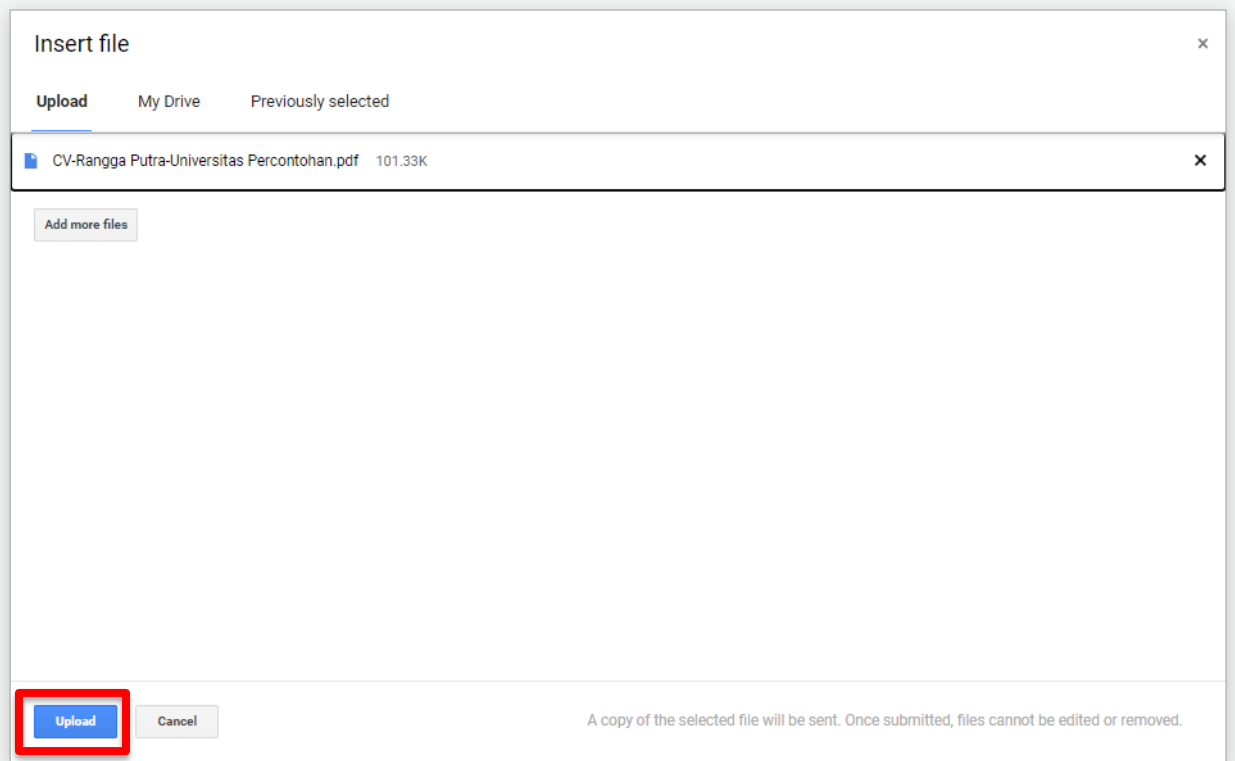 Insert file
×
Upload My Drive Previously selected
CV-Rangga Putra-Universitas Percontohan.pdf 101.33K ×
Add more files
Upload Cancel A copy of the selected file will be sent. Once submitted, files cannot be edited or removed.